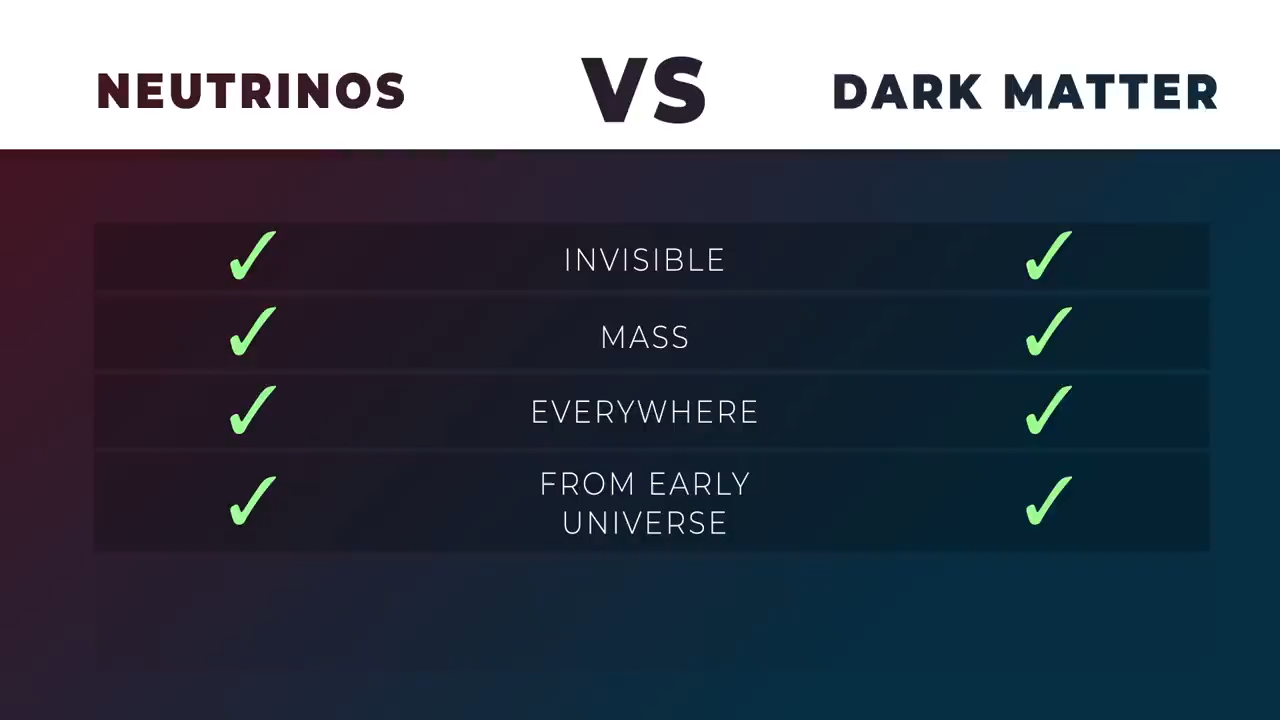 NEUTRINOS VS DARK MATTER
✓ INVISIBLE ✓
✓ MASS ✓
✓ EVERYWHERE ✓
✓ FROM EARLY
UNIVERSE ✓